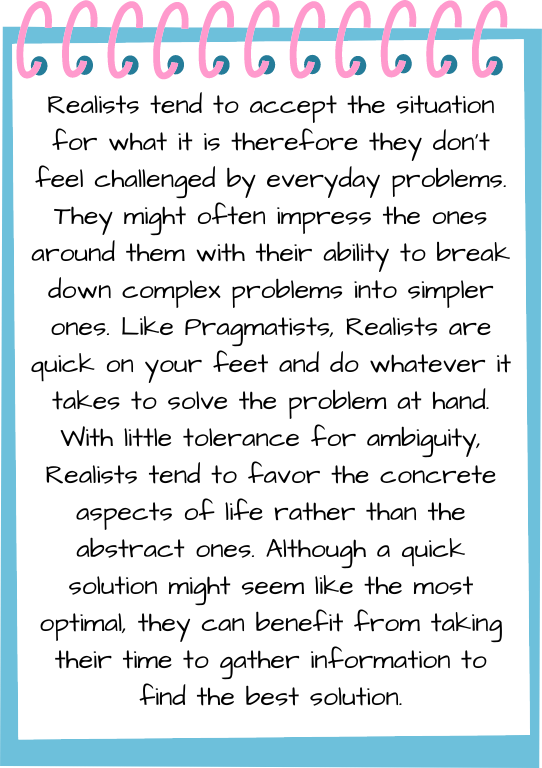 Realists tend to accept the situation
for what it is therefore they don't
feel challenged by everyday problems.
They might often impress the ones
around them with their ability to break
down complex problems into simpler
ones. Like Pragmatists, Realists are
quick on your feet and do whatever it
takes to solve the problem at hand.
With little tolerance for ambiguity,
Realists tend to favor the concrete
aspects of life rather than the
abstract ones. Although a quick
solution might seem like the most
optimal, they can benefit from taking
their time to gather information to
find the best solution.